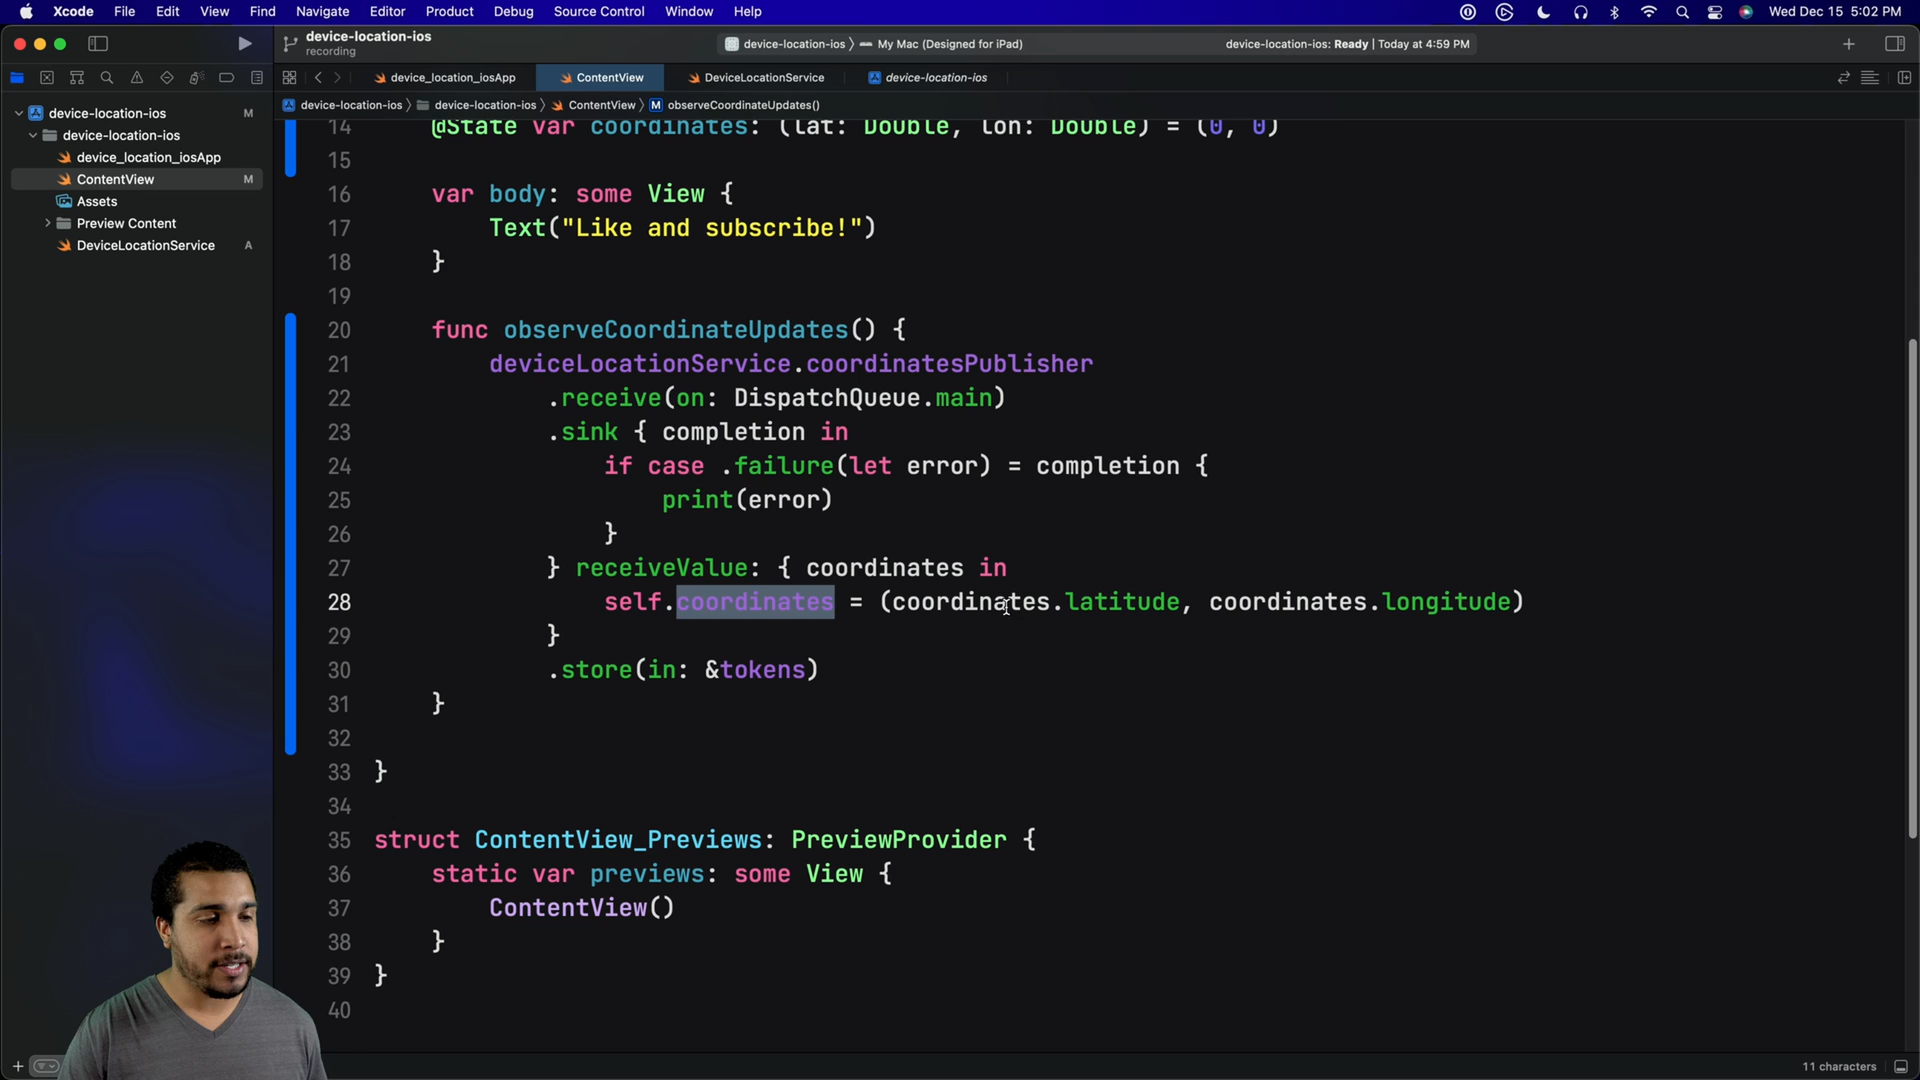 Xcode File Edit View Find Navigate Editor Product Debug Source Control Window Help Wed Dec 15 5:02 PM
device-location-ios
recording
device-location-ios My Mac (Designed for iPad) device-location-ios: Ready | Today at 4:59 PM
device_location_iosApp ContentView DeviceLocationService device-location-ios
device-location-ios device-location-ios ContentView M observeCoordinateUpdates()
device-location-ios M
device-location-ios
device_location_iosApp
ContentView M
Assets
Preview Content
DeviceLocationService A
14 @State var coordinates: (lat: Double, lon: Double) = (0, 0)
15
16 var body: some View {
17 Text("Like and subscribe!")
18 }
19
20 func observeCoordinateUpdates() {
21 deviceLocationService.coordinatesPublisher
22 .receive(on: DispatchQueue.main)
23 .sink { completion in
24 if case .failure(let error) = completion {
25 print(error)
26 }
27 } receiveValue: { coordinates in
28 self.coordinates = (coordinates.latitude, coordinates.longitude)
29 }
30 .store(in: &tokens)
31 }
32
33 }
34
35 struct ContentView_Previews: PreviewProvider {
36 static var previews: some View {
37 ContentView()
38 }
39 }
40
11 characters